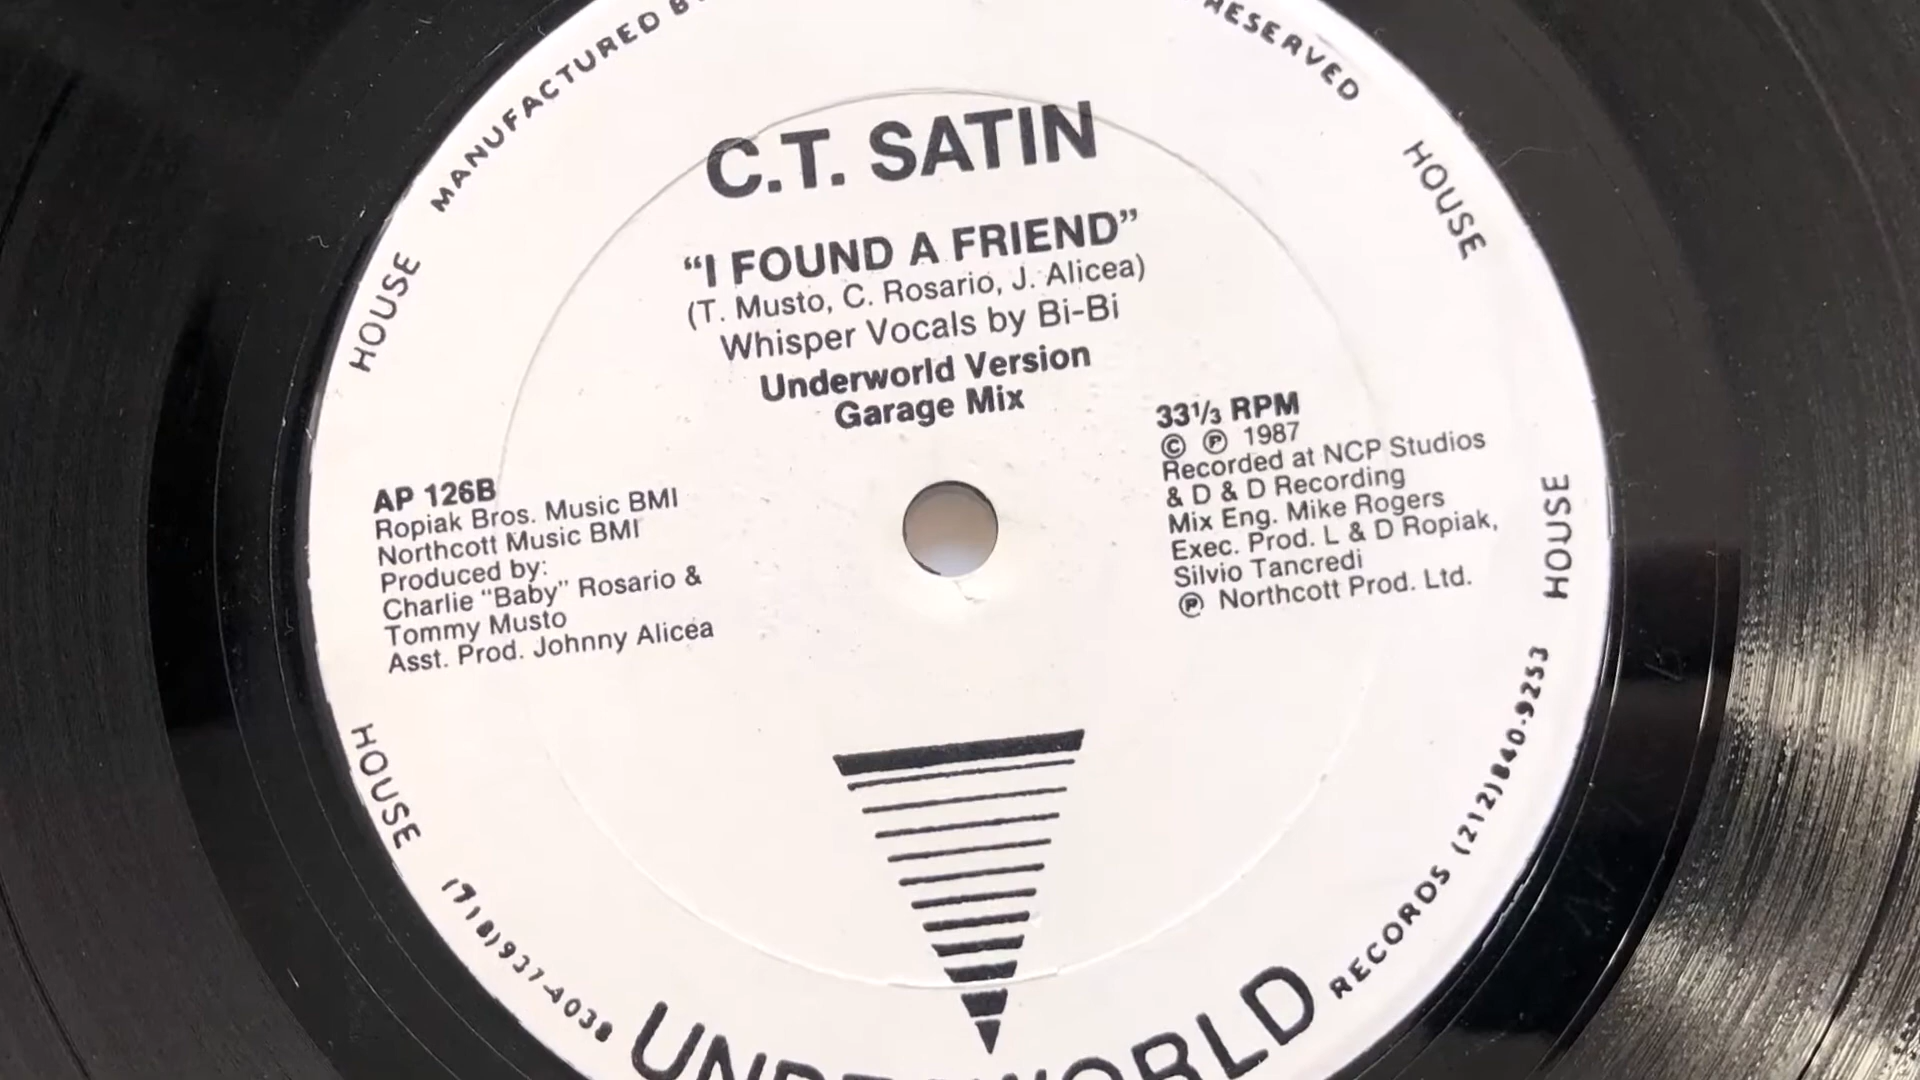 MANUFACTURED
RESERVED
HOUSE
HOUSE
C.T. SATIN
“I FOUND A FRIEND”
(T. Musto, C. Rosario, J. Alicea)
Whisper Vocals by Bi-Bi
Underworld Version
Garage Mix
AP 126B
Ropiak Bros. Music BMI
Northcott Music BMI
Produced by:
Charlie “Baby” Rosario &
Tommy Musto
Asst. Prod. Johnny Alicea
33⅓ RPM
© ℗ 1987
Recorded at NCP Studios
& D & D Recording
Mix Eng. Mike Rogers
Exec. Prod. L & D Ropiak,
Silvio Tancredi
℗ Northcott Prod. Ltd.
HOUSE
HOUSE
(718)937-4038
UNDERWORLD
RECORDS (212)840-9253